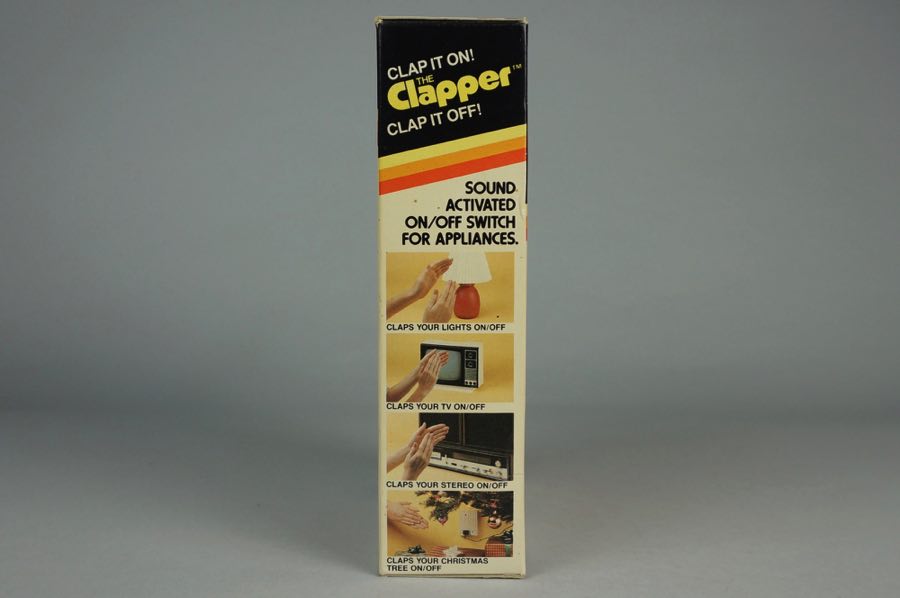 CLAP IT ON!
THE
Clapper™
CLAP IT OFF!
SOUND
ACTIVATED
ON/OFF SWITCH
FOR APPLIANCES.
CLAPS YOUR LIGHTS ON/OFF
CLAPS YOUR TV ON/OFF
CLAPS YOUR STEREO ON/OFF
CLAPS YOUR CHRISTMAS
TREE ON/OFF